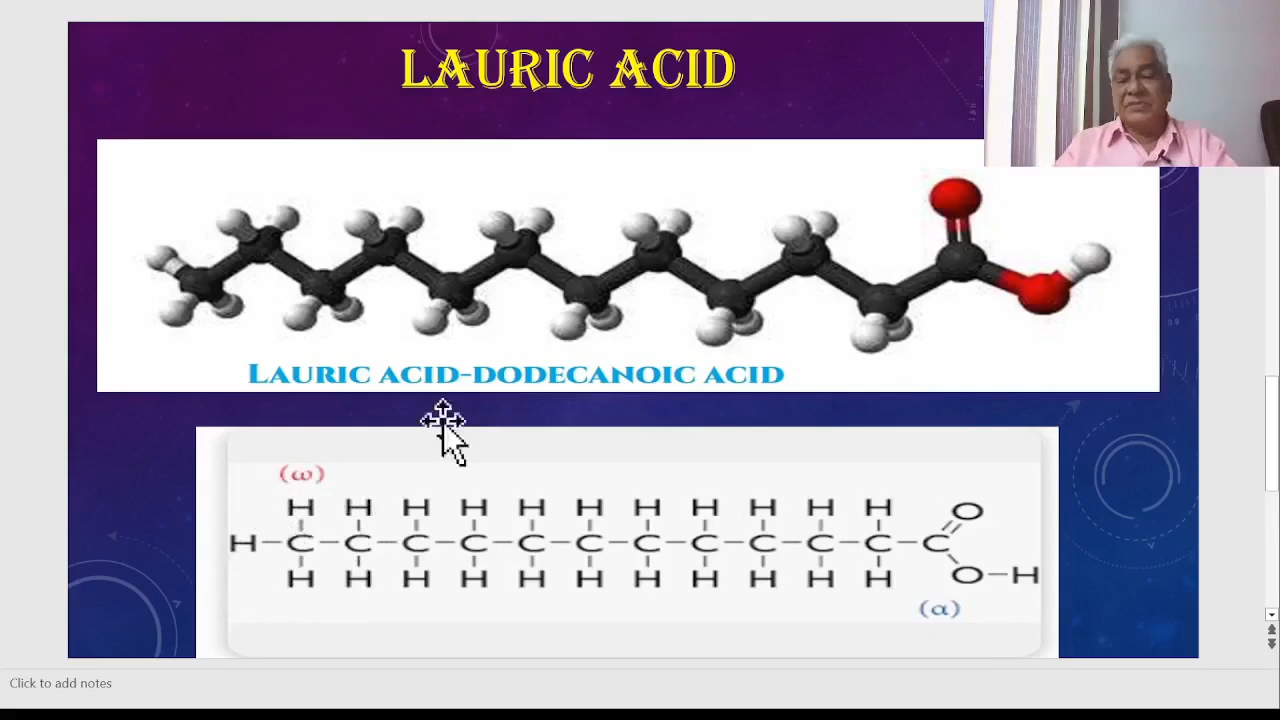 LAURIC ACID
LAURIC ACID-DODECANOIC ACID
(ω)
H H H H H H H H H H H O
H-C-C-C-C-C-C-C-C-C-C-C-C
H H H H H H H H H H H O-H
(α)
Click to add notes